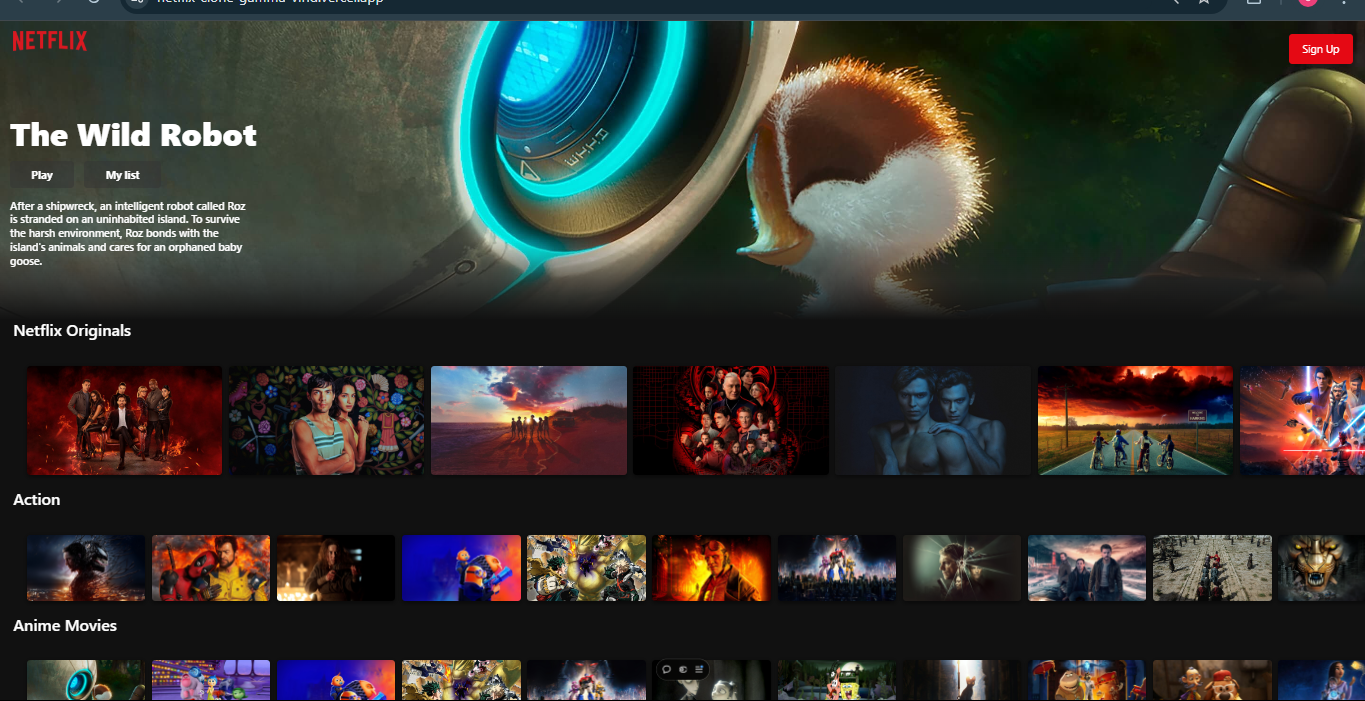 netflix-clone-gamma-vindivercel.app
NETFLIX
Sign Up
The Wild Robot
Play
My list
After a shipwreck, an intelligent robot called Roz
is stranded on an uninhabited island. To survive
the harsh environment, Roz bonds with the
island's animals and cares for an orphaned baby
goose.
Netflix Originals
Action
Anime Movies